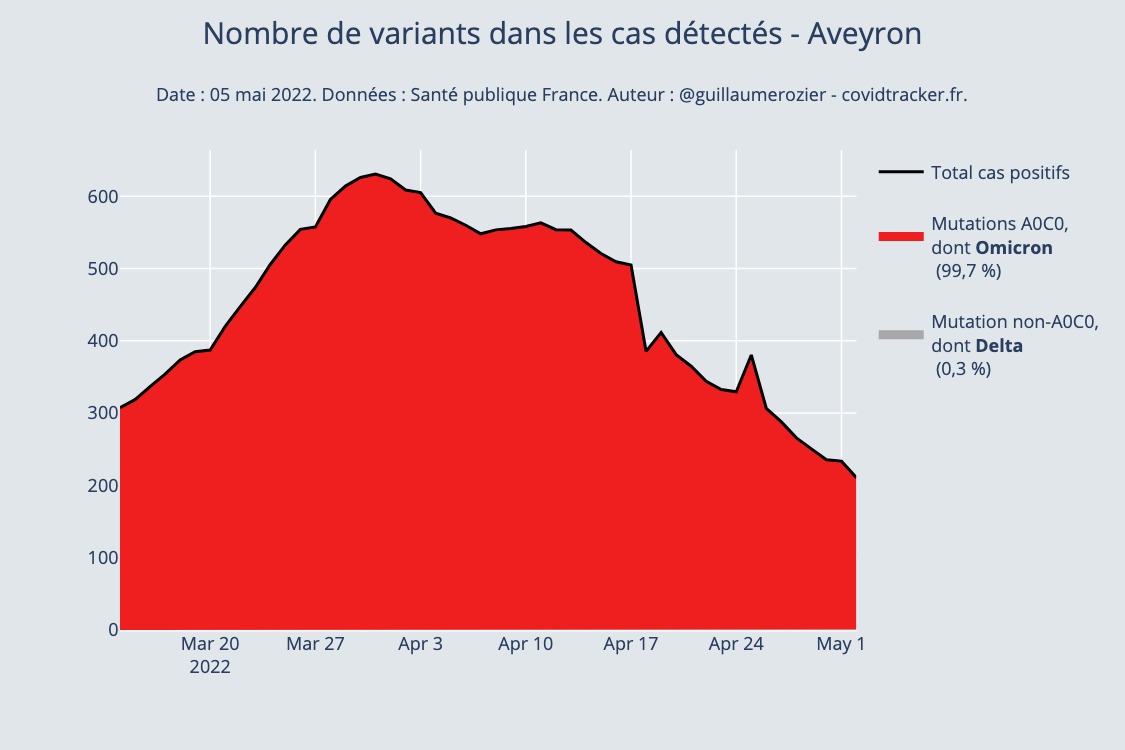 Nombre de variants dans les cas détectés - Aveyron
Date : 05 mai 2022. Données : Santé publique France. Auteur : @guillaumerozier - covidtracker.fr.
600
500
400
300
200
100
0
Mar 20
2022
Mar 27
Apr 3
Apr 10
Apr 17
Apr 24
May 1
Total cas positifs
Mutations A0C0,
dont Omicron
(99,7 %)
Mutation non-A0C0,
dont Delta
(0,3 %)